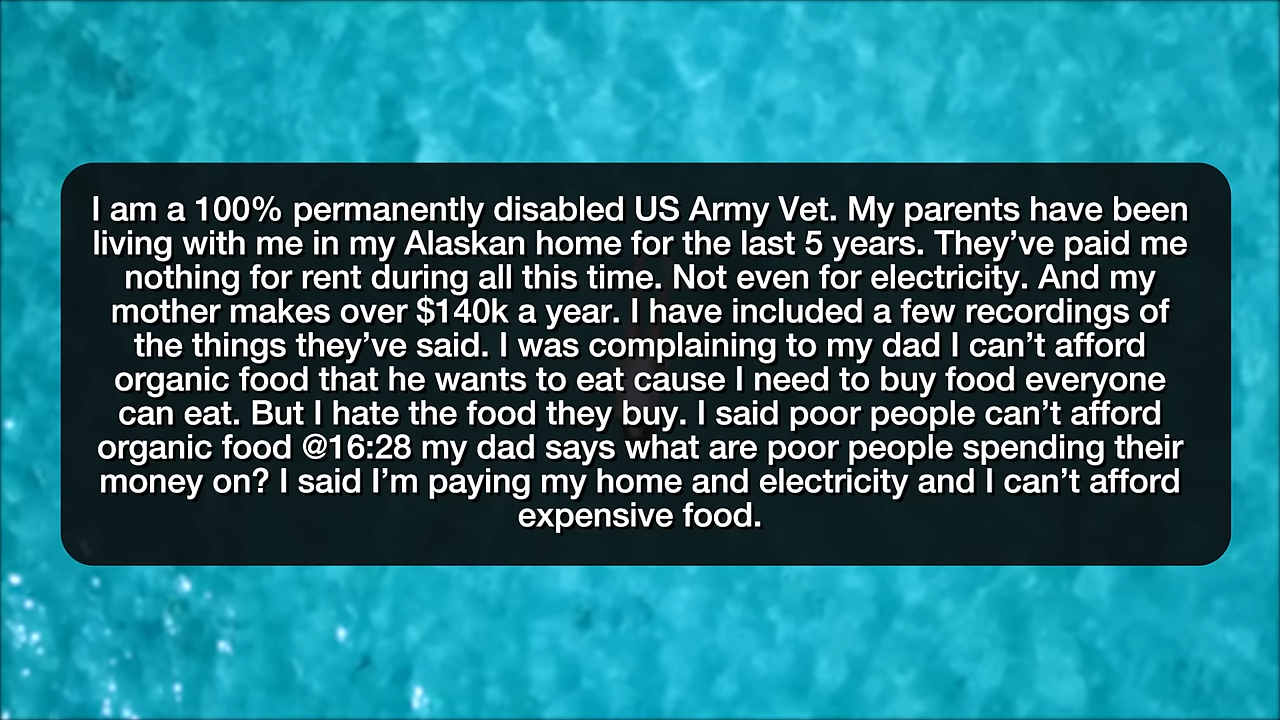 I am a 100% permanently disabled US Army Vet. My parents have been
living with me in my Alaskan home for the last 5 years. They’ve paid me
nothing for rent during all this time. Not even for electricity. And my
mother makes over $140k a year. I have included a few recordings of
the things they’ve said. I was complaining to my dad I can’t afford
organic food that he wants to eat cause I need to buy food everyone
can eat. But I hate the food they buy. I said poor people can’t afford
organic food @16:28 my dad says what are poor people spending their
money on? I said I’m paying my home and electricity and I can’t afford
expensive food.